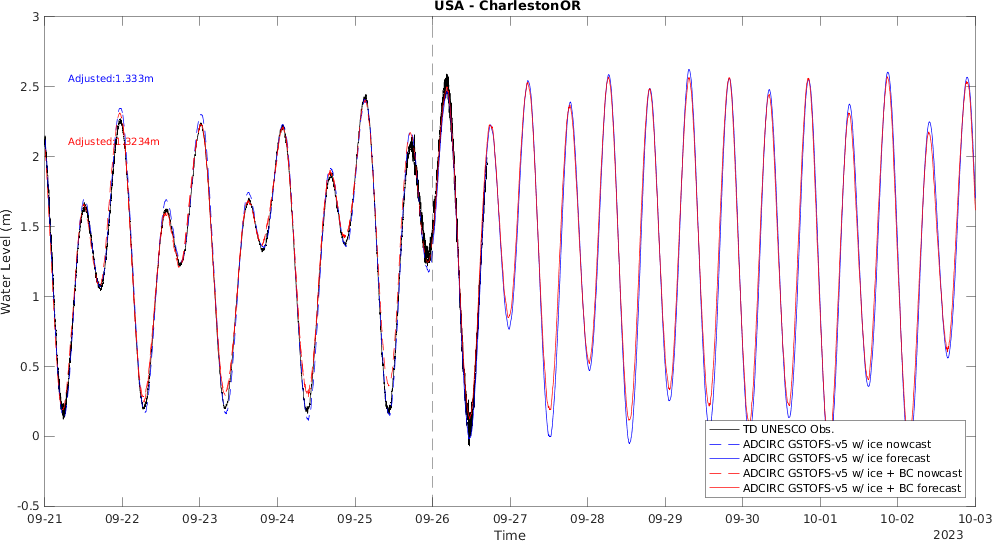 USA - CharlestonOR
3
2.5
2
1.5
1
0.5
0
-0.5
Water Level (m)
Adjusted:1.333m
Adjusted:1.3234m
TD UNESCO Obs.
ADCIRC GSTOFS-v5 w/ ice nowcast
ADCIRC GSTOFS-v5 w/ ice forecast
ADCIRC GSTOFS-v5 w/ ice + BC nowcast
ADCIRC GSTOFS-v5 w/ ice + BC forecast
09-21 09-22 09-23 09-24 09-25 09-26 09-27 09-28 09-29 09-30 10-01 10-02 10-03
Time
2023